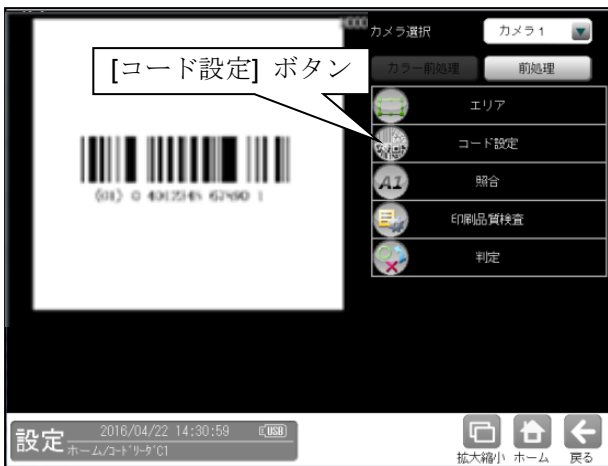 カメラ選択
カメラ1
[コード設定] ボタン
カラー前処理
前処理
エリア
コード設定
照合
印刷品質検査
判定
設定
2016/04/22 14:30:59
USB
ホーム/コードリーダC1
拡大縮小
ホーム
戻る